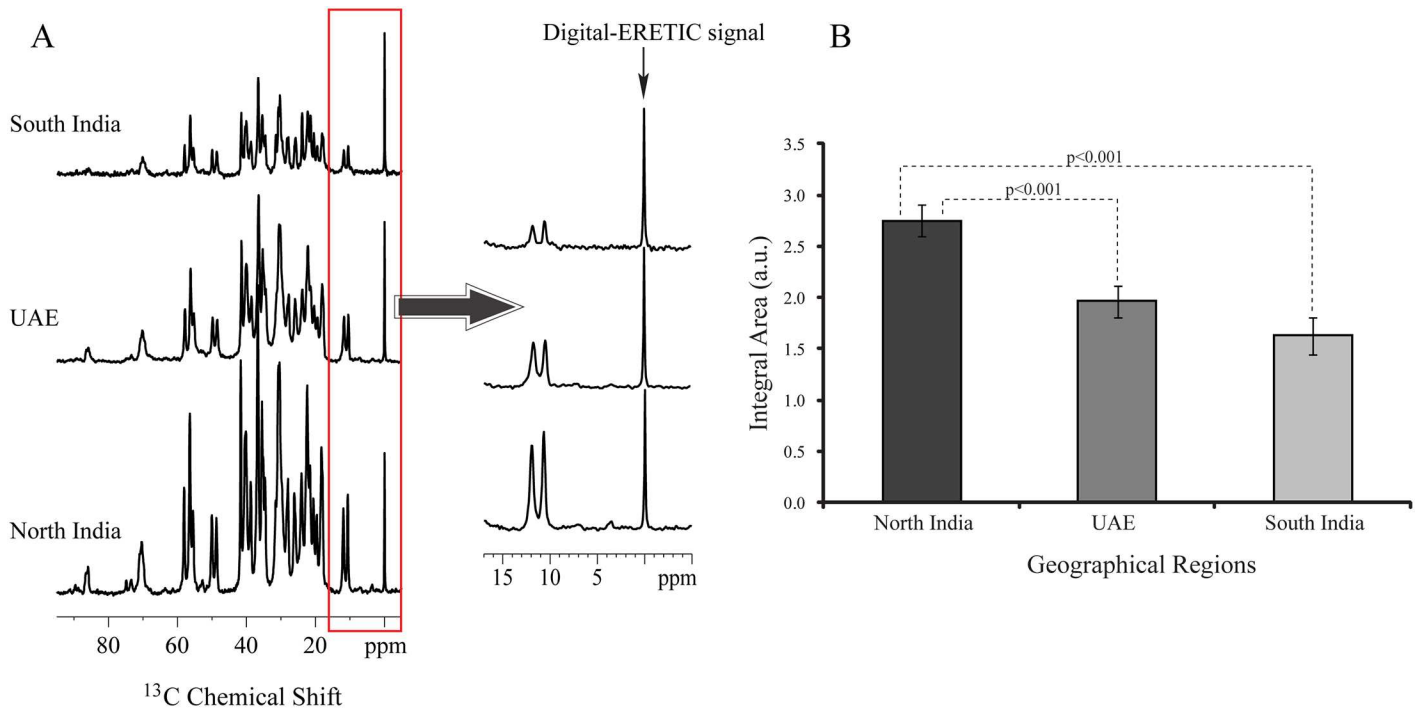 A
Digital-ERETIC signal
South India
UAE
North India
80 60 40 20 ppm
¹³C Chemical Shift
15 10 5 ppm
B
3.5
3.0
2.5
2.0
1.5
1.0
0.5
0.0
Integral Area (a.u.)
p<0.001
p<0.001
North India UAE South India
Geographical Regions